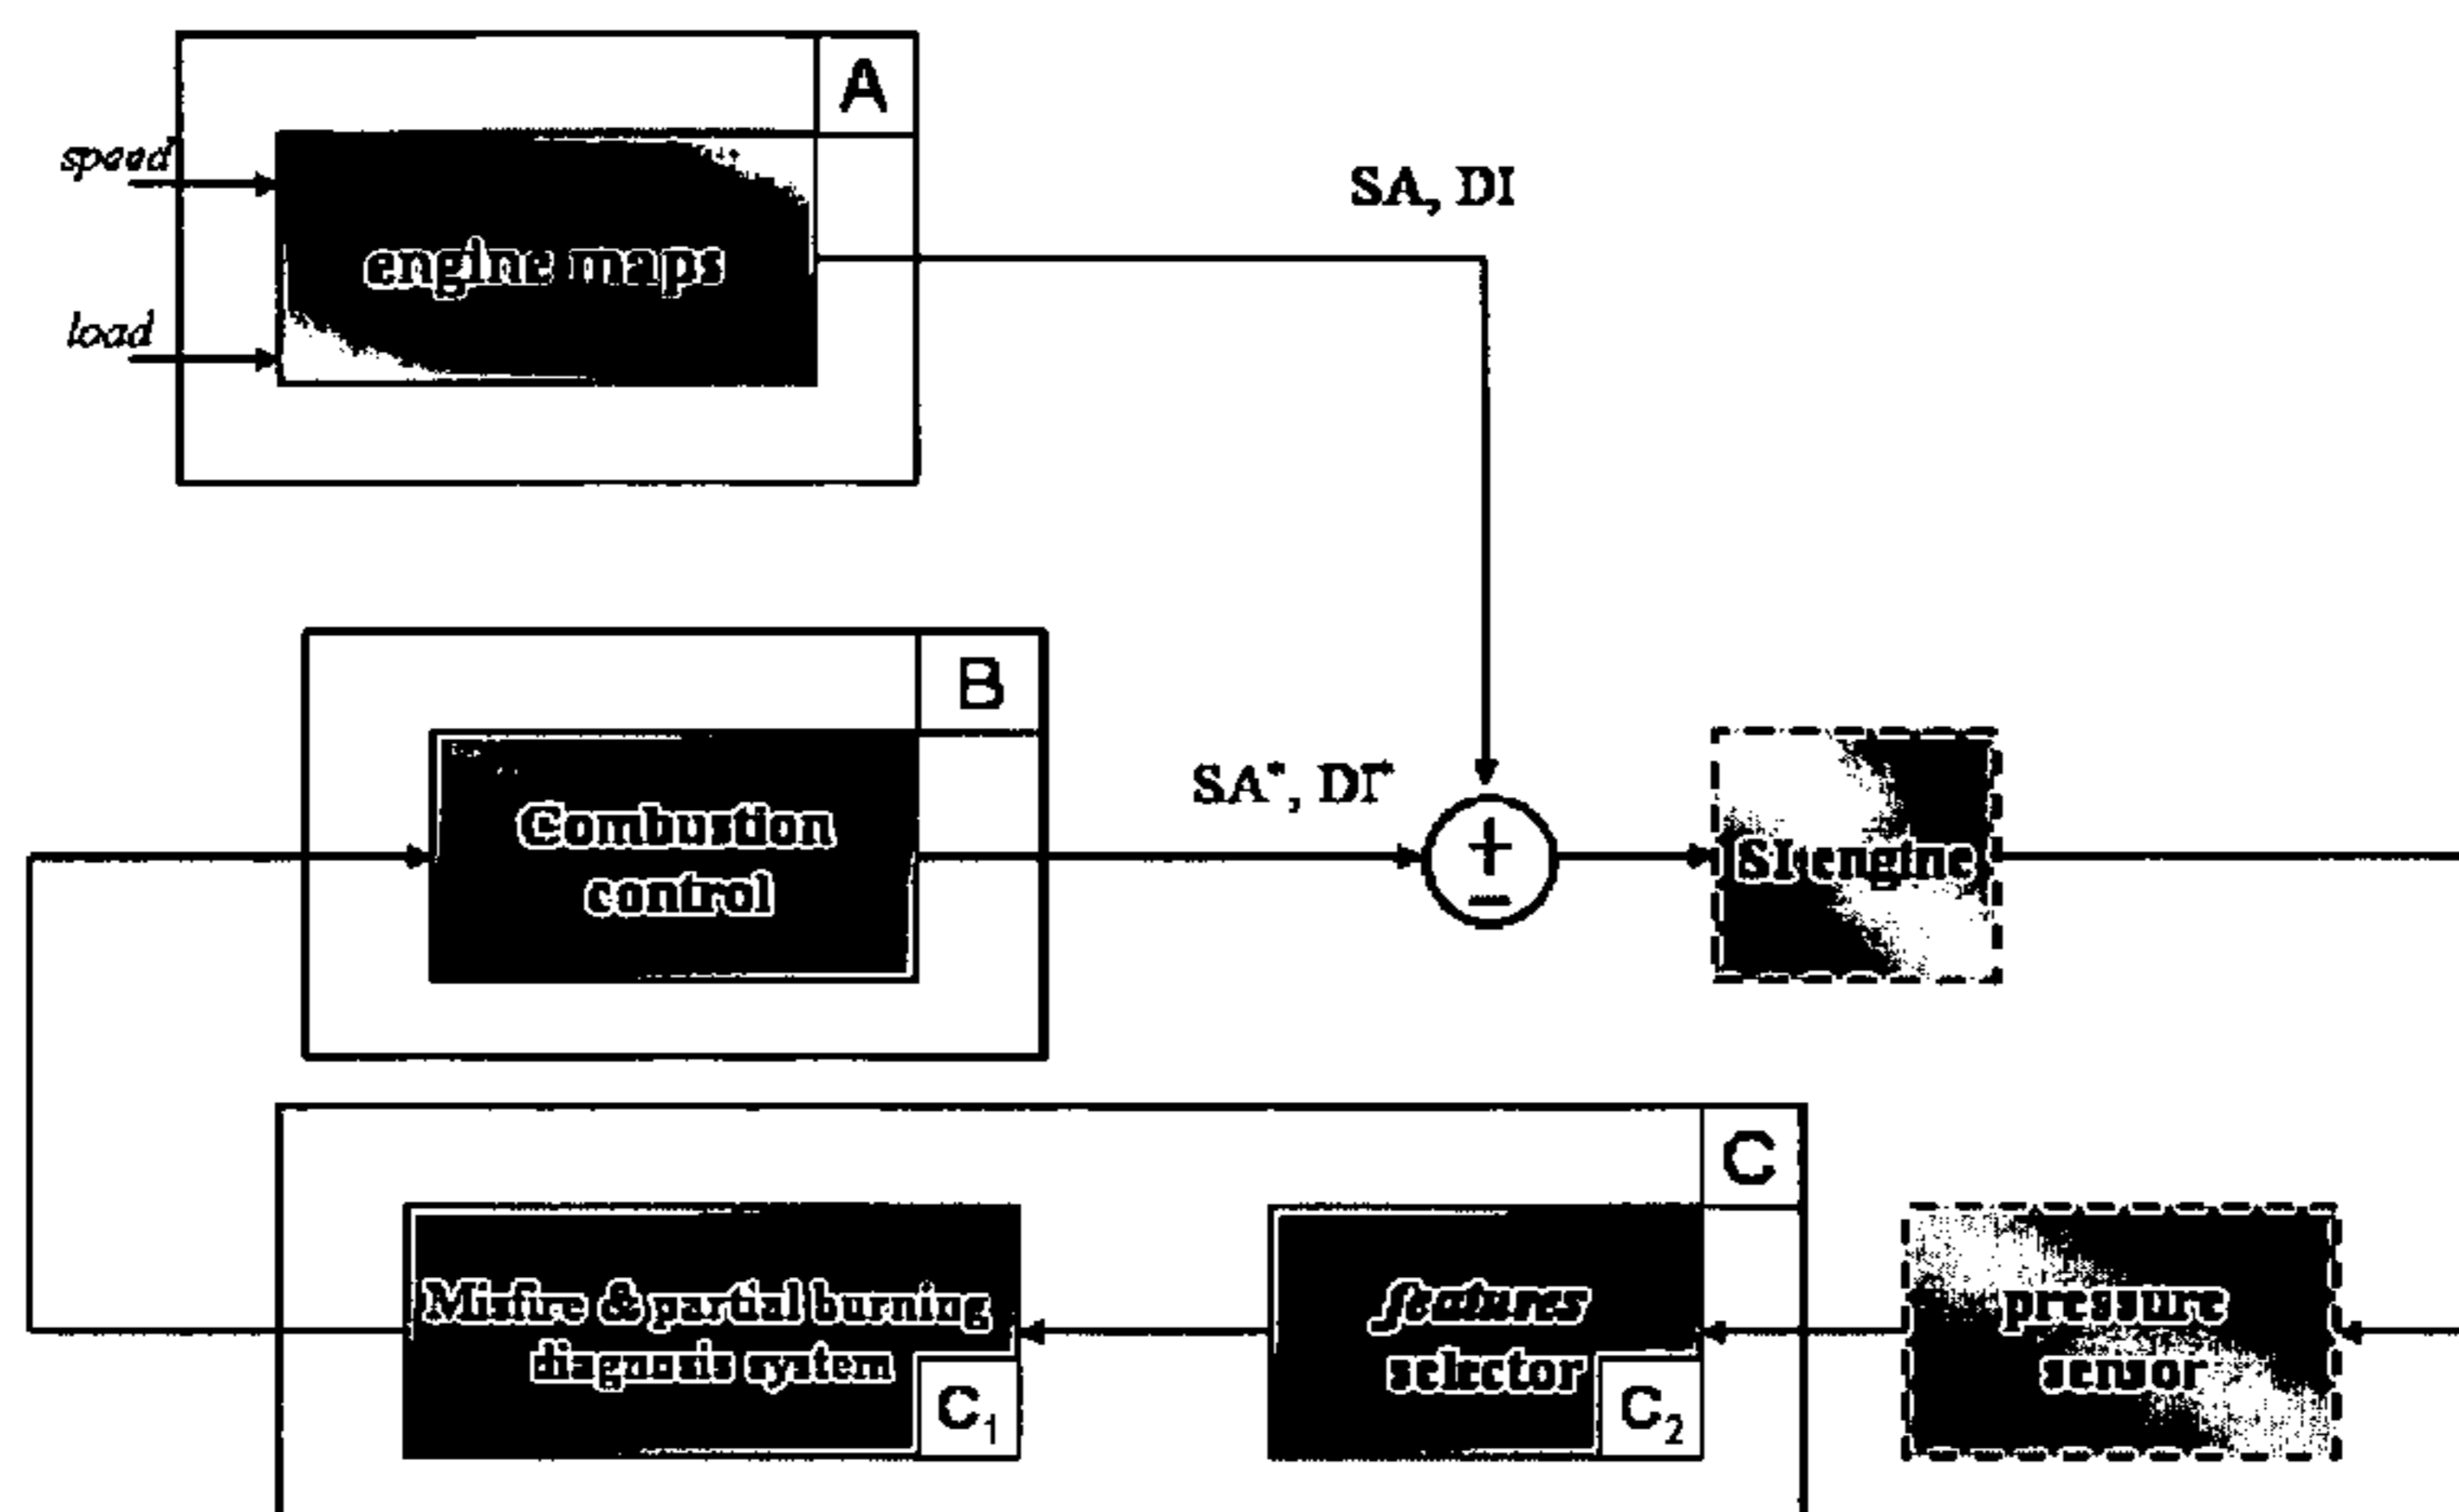 A
speed
engine maps
load
SA, DI
B
Combustion
control
SA*, DI*
+
−
SI engine
C
Misfire & partial burning
diagnosis system
C₁
features
selector
C₂
pressure
sensor